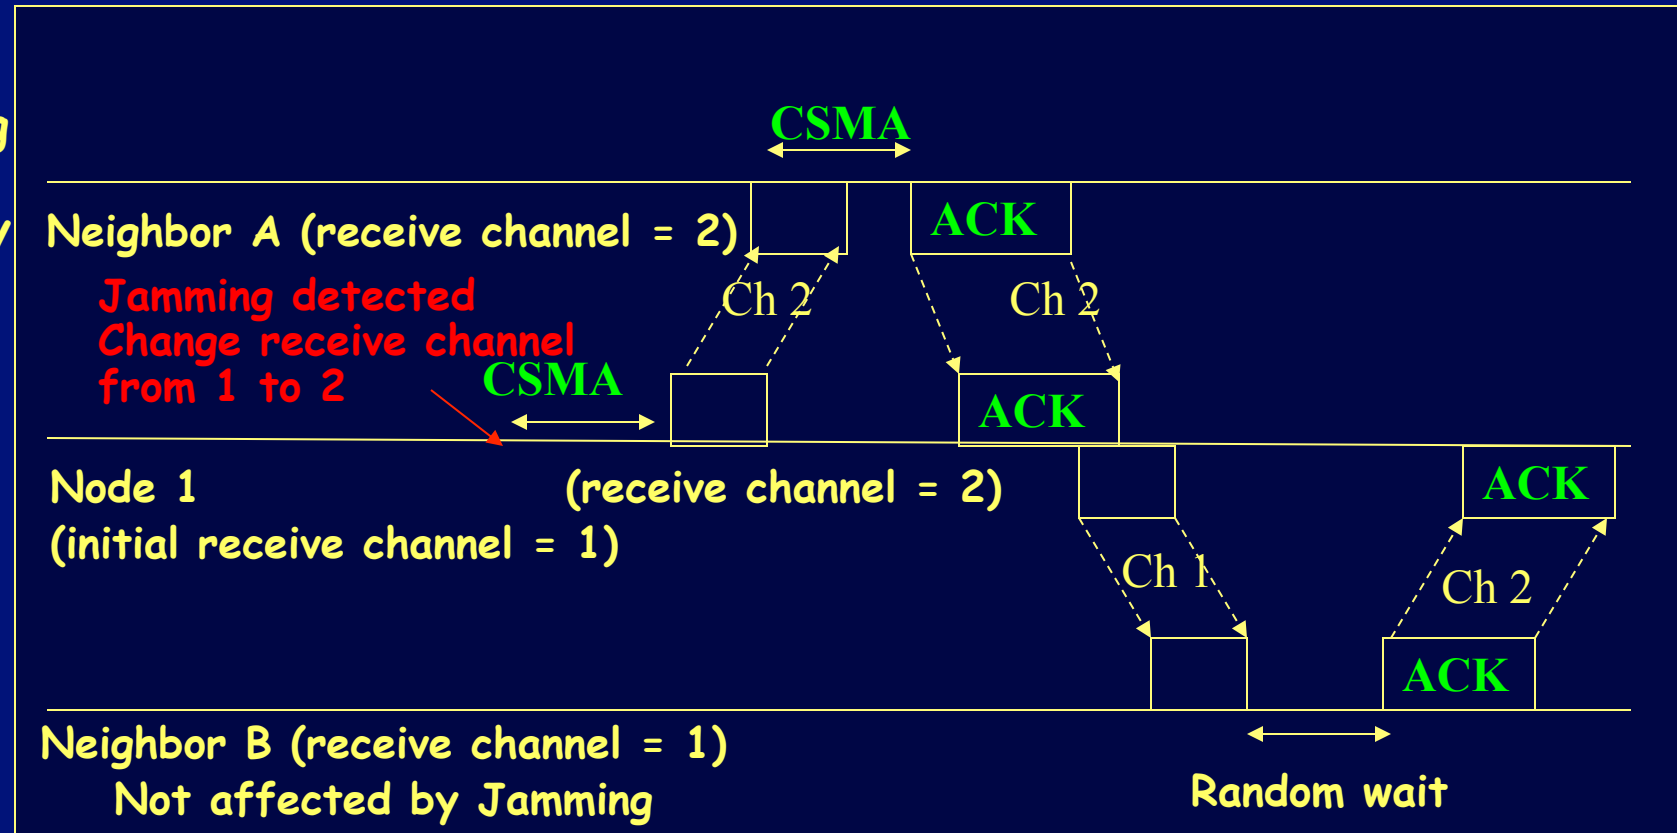 CSMA
Neighbor A (receive channel = 2)
ACK
Jamming detected
Change receive channel
from 1 to 2
Ch 2
Ch 2
CSMA
ACK
Node 1
(receive channel = 2)
(initial receive channel = 1)
ACK
Ch 1
Ch 2
ACK
Neighbor B (receive channel = 1)
Not affected by Jamming
Random wait